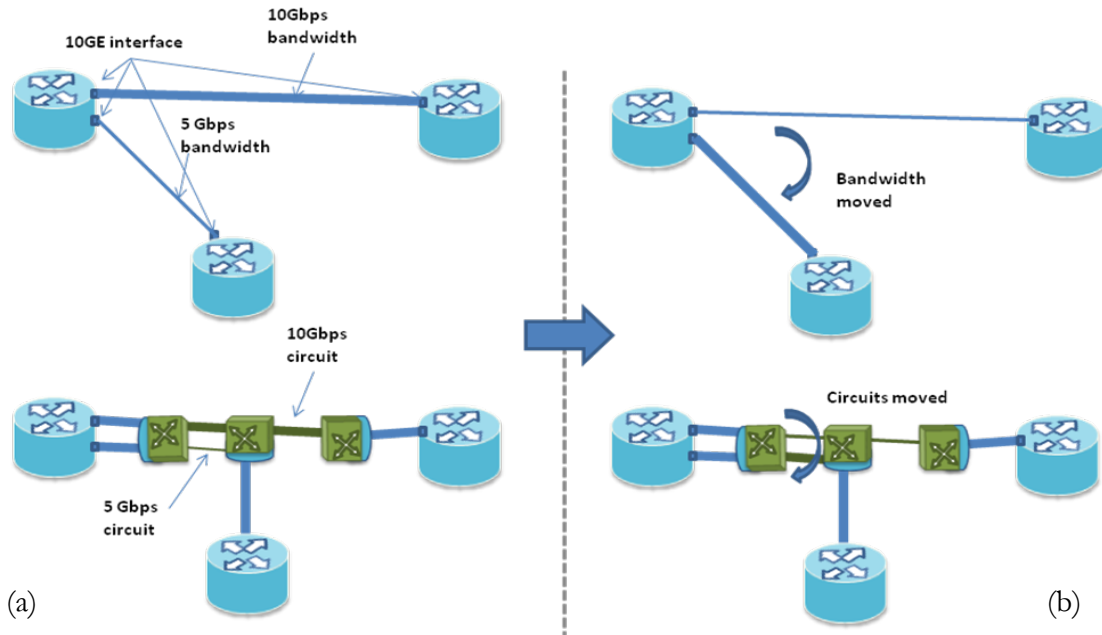 10Gbps
bandwidth
10GE interface
5 Gbps
bandwidth
10Gbps
circuit
5 Gbps
circuit
(a)
Bandwidth
moved
Circuits moved
(b)